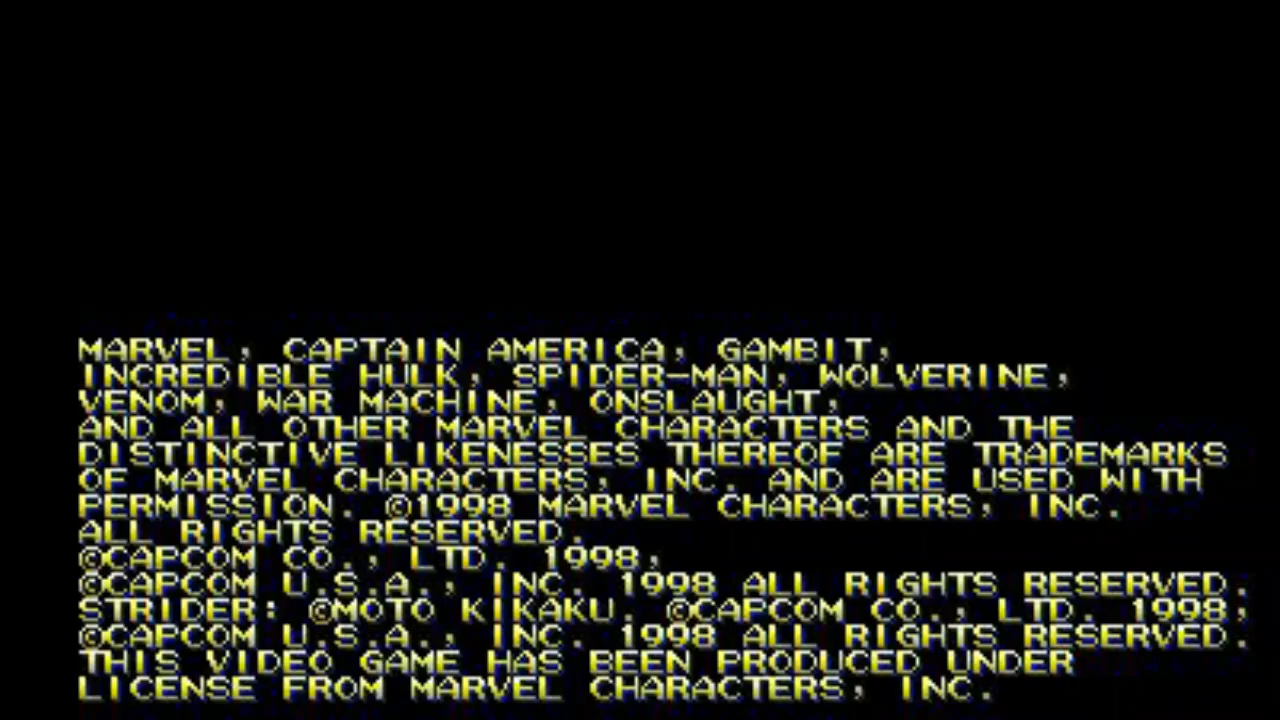 MARVEL, CAPTAIN AMERICA, GAMBIT,
INCREDIBLE HULK, SPIDER-MAN, WOLVERINE,
VENOM, WAR MACHINE, ONSLAUGHT,
AND ALL OTHER MARVEL CHARACTERS AND THE
DISTINCTIVE LIKENESSES THEREOF ARE TRADEMARKS
OF MARVEL CHARACTERS, INC. AND ARE USED WITH
PERMISSION. ©1998 MARVEL CHARACTERS, INC.
ALL RIGHTS RESERVED.
©CAPCOM CO., LTD. 1998,
©CAPCOM U.S.A., INC. 1998 ALL RIGHTS RESERVED.
STRIDER: ©MOTO KIKAKU. ©CAPCOM CO., LTD. 1998,
©CAPCOM U.S.A., INC. 1998 ALL RIGHTS RESERVED.
THIS VIDEO GAME HAS BEEN PRODUCED UNDER
LICENSE FROM MARVEL CHARACTERS, INC.